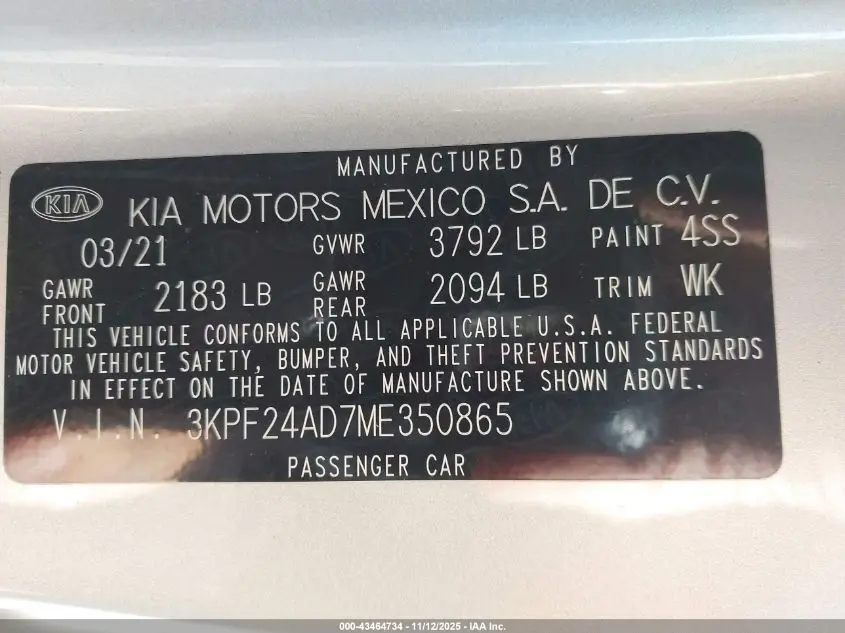 MANUFACTURED BY
KIA KIA MOTORS MEXICO S.A. DE C.V.
03/21 GVWR 3792 LB PAINT 4SS
GAWR FRONT 2183 LB GAWR REAR 2094 LB TRIM WK
THIS VEHICLE CONFORMS TO ALL APPLICABLE U.S.A. FEDERAL
MOTOR VEHICLE SAFETY, BUMPER, AND THEFT PREVENTION STANDARDS
IN EFFECT ON THE DATE OF MANUFACTURE SHOWN ABOVE.
V.I.N. 3KPF24AD7ME350865
PASSENGER CAR
000-43464734 - 11/12/2025 - IAA Inc.